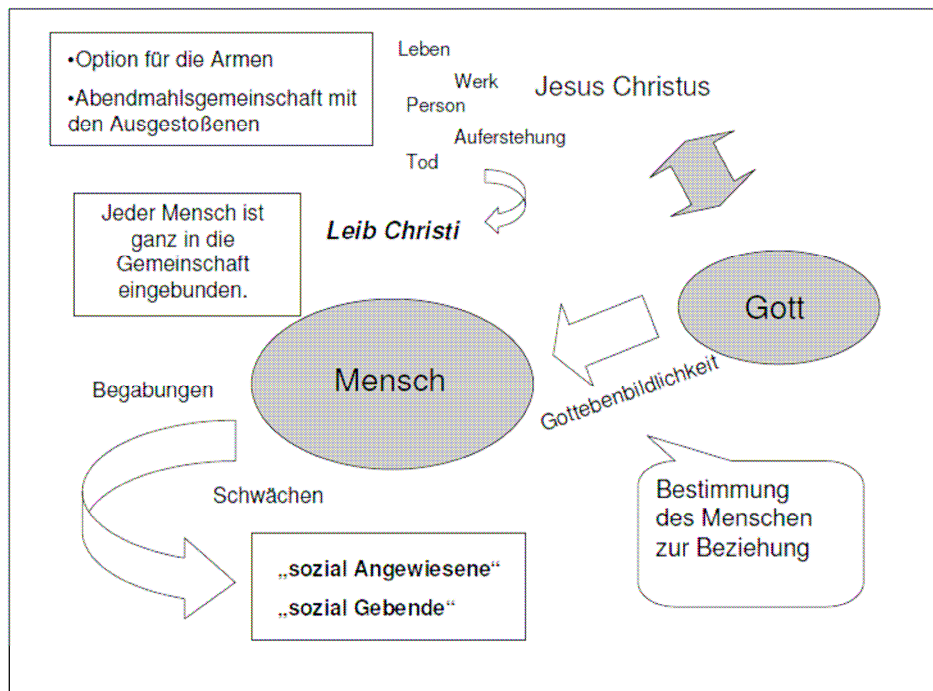 •Option für die Armen
•Abendmahlsgemeinschaft mit
den Ausgestoßenen
Leben
Werk
Person
Auferstehung
Tod
Jesus Christus
Jeder Mensch ist
ganz in die
Gemeinschaft
eingebunden.
Leib Christi
Gott
Mensch
Gottebenbildlichkeit
Begabungen
Schwächen
Bestimmung
des Menschen
zur Beziehung
„sozial Angewiesene“
„sozial Gebende“